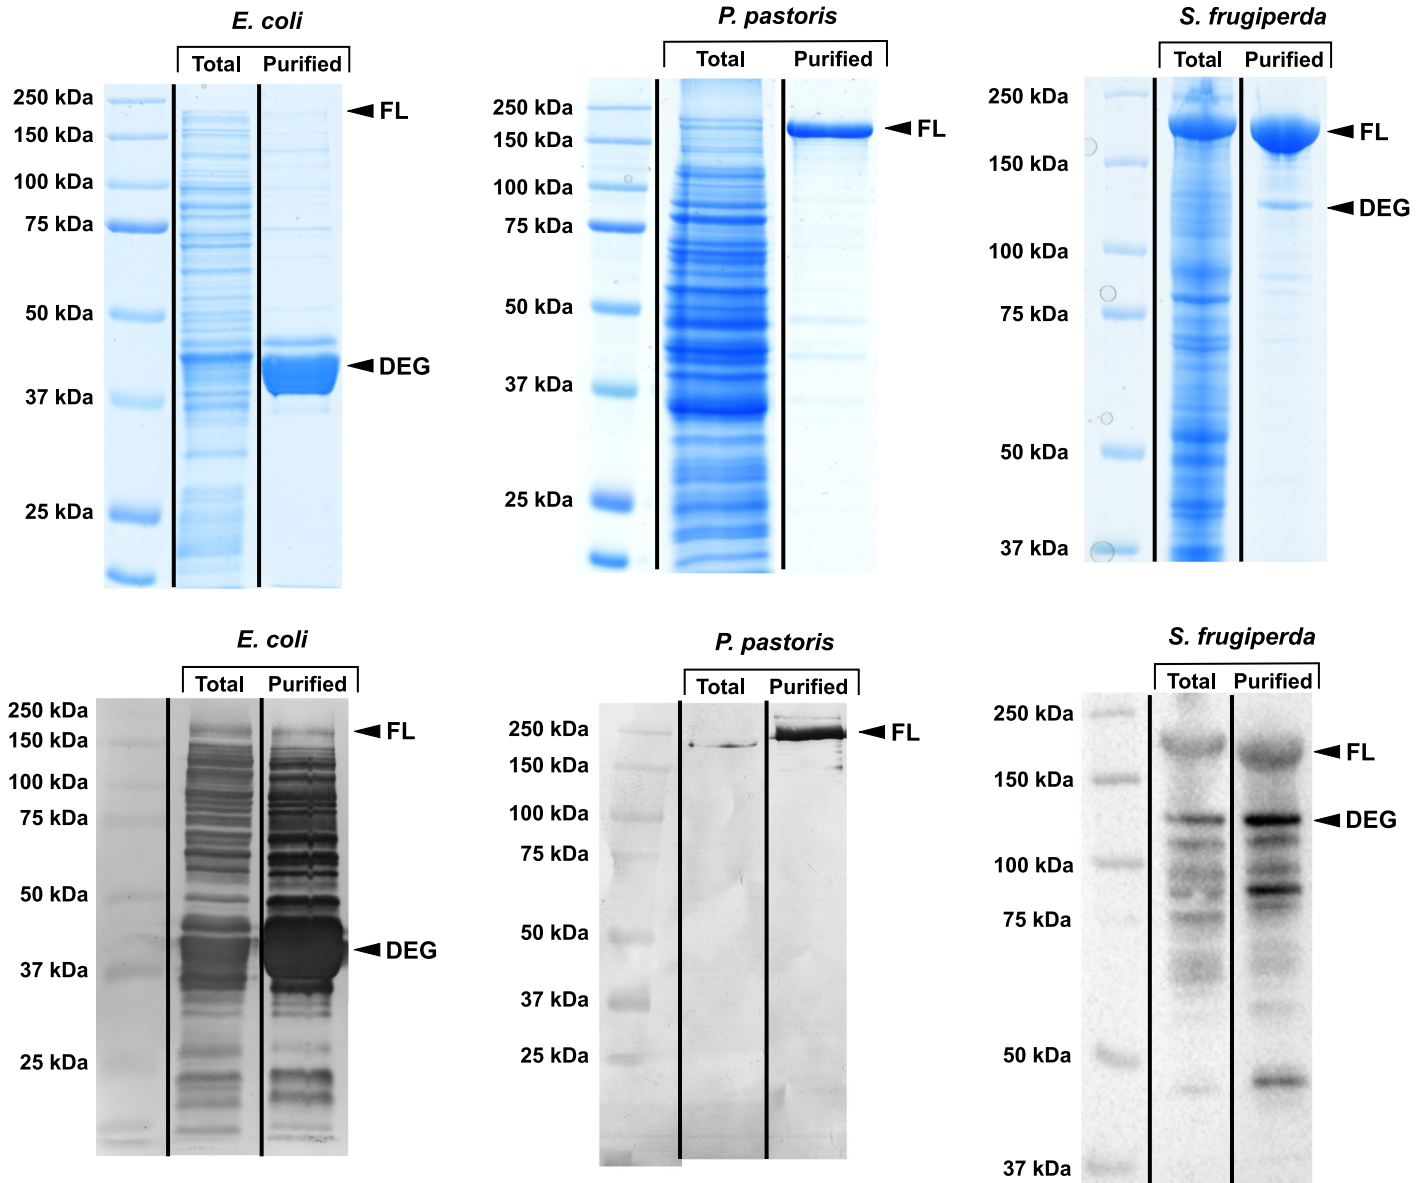 E. coli
Total Purified
250 kDa
150 kDa
100 kDa
75 kDa
50 kDa
37 kDa
25 kDa
FL
DEG
P. pastoris
Total Purified
250 kDa
150 kDa
100 kDa
75 kDa
50 kDa
37 kDa
25 kDa
FL
S. frugiperda
Total Purified
250 kDa
150 kDa
100 kDa
75 kDa
50 kDa
37 kDa
FL
DEG
E. coli
Total Purified
250 kDa
150 kDa
100 kDa
75 kDa
50 kDa
37 kDa
25 kDa
FL
DEG
P. pastoris
Total Purified
250 kDa
150 kDa
100 kDa
75 kDa
50 kDa
37 kDa
25 kDa
FL
S. frugiperda
Total Purified
250 kDa
150 kDa
100 kDa
75 kDa
50 kDa
37 kDa
FL
DEG